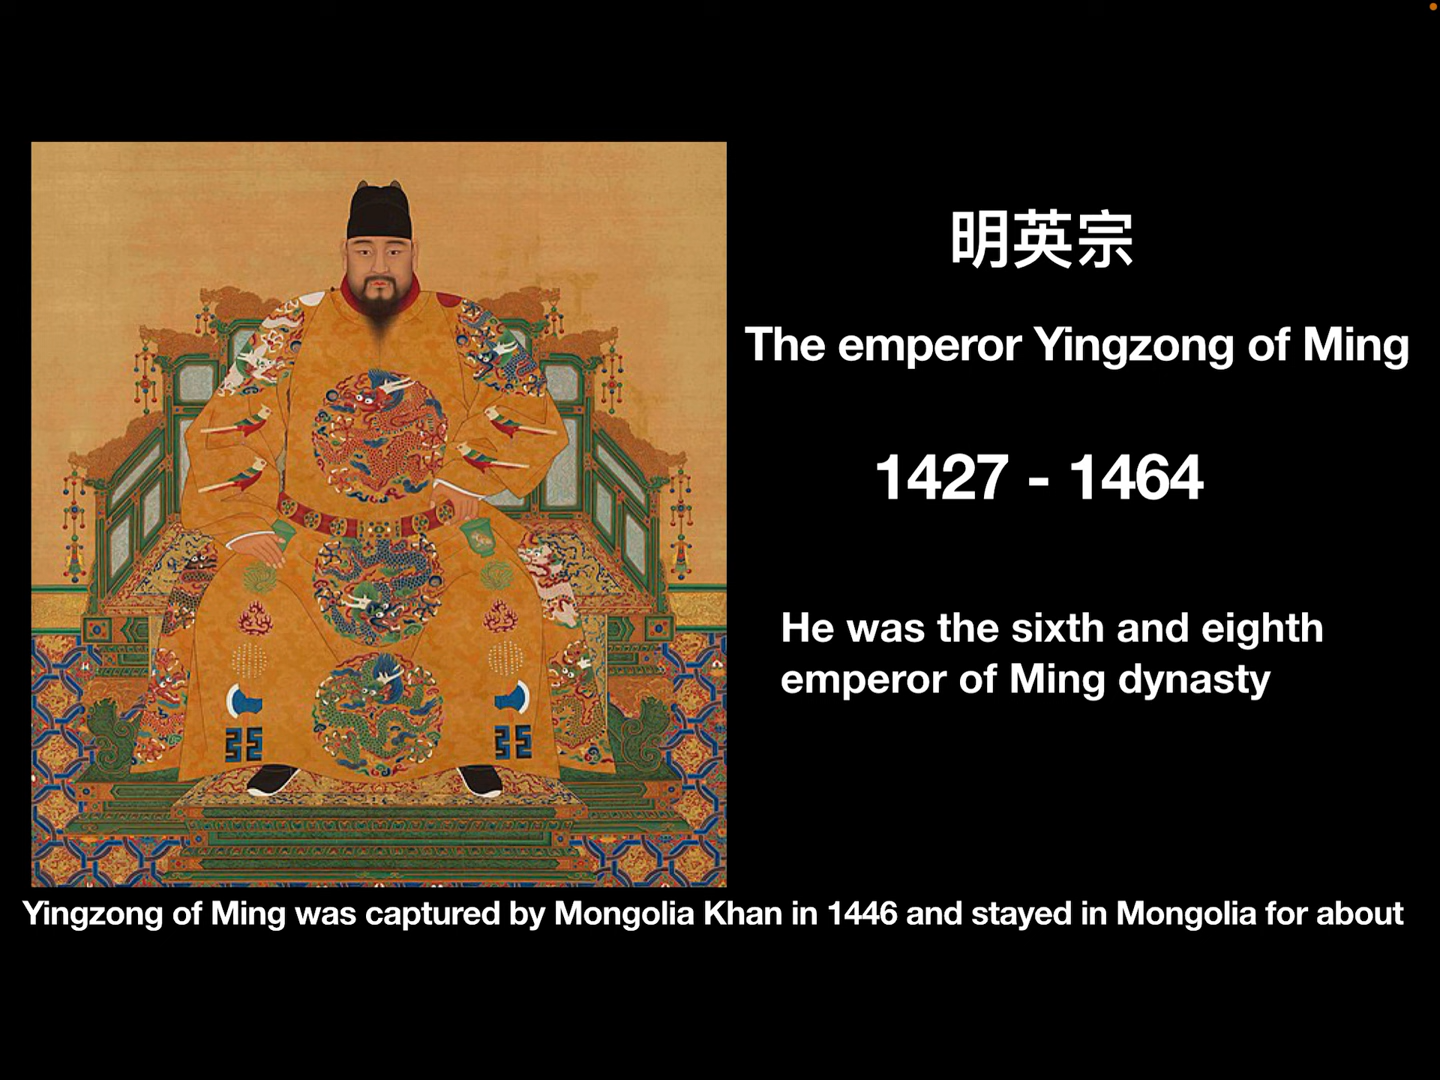 明英宗
The emperor Yingzong of Ming
1427 - 1464
He was the sixth and eighth
emperor of Ming dynasty
Yingzong of Ming was captured by Mongolia Khan in 1446 and stayed in Mongolia for about